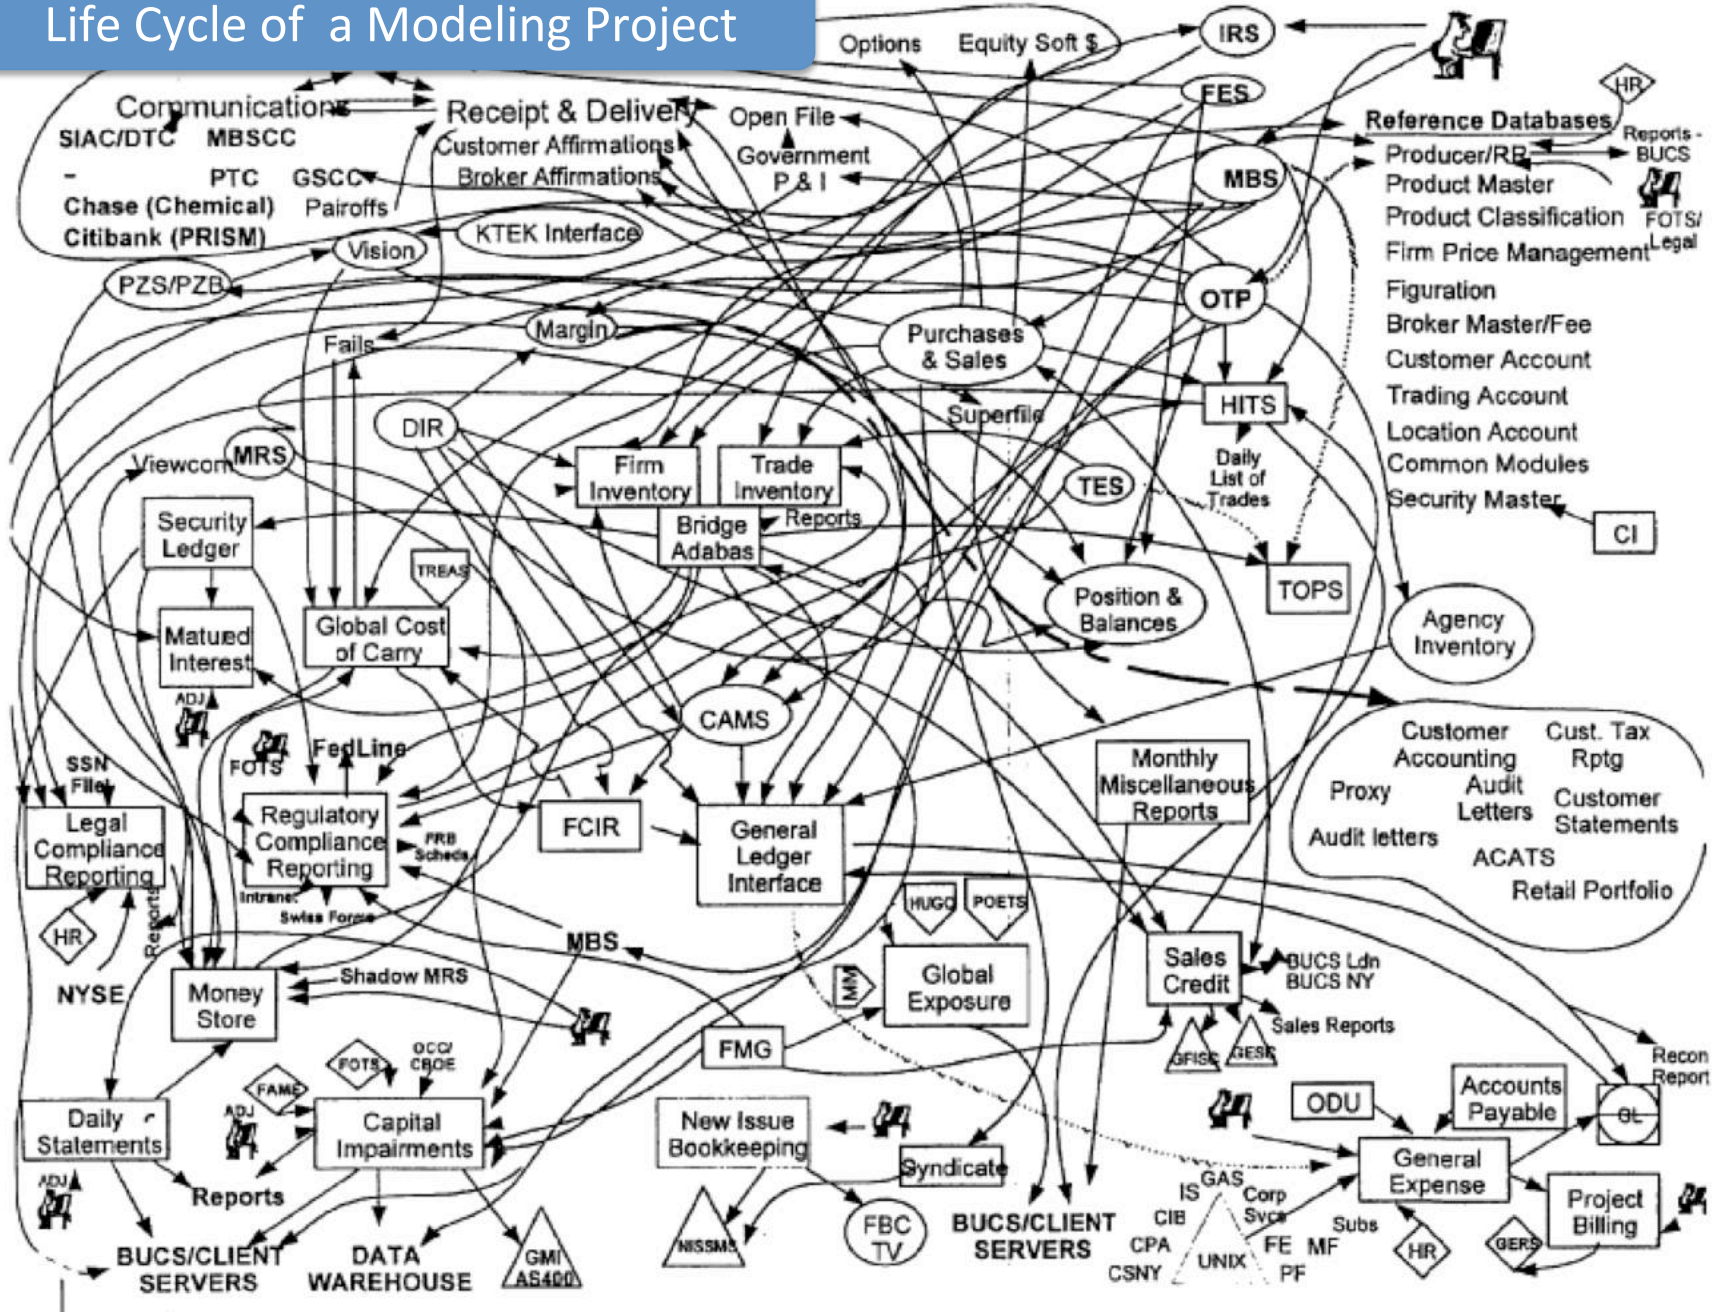 Life Cycle of a Modeling Project
Options
Equity Soft $
IRS
FES
HR
Communications
SIAC/DTC
MBSCC
-
PTC
GSCC
Chase (Chemical)
Pairoffs
Citibank (PRISM)
Receipt & Delivery
Customer Affirmations
Broker Affirmations
Open File
Government
P & I
MBS
Reference Databases
Producer/RR
Product Master
Product Classification
Firm Price Management
Figuration
Broker Master/Fee
Customer Account
Trading Account
Location Account
Common Modules
Security Master
Reports -
BUCS
FOTS/
Legal
CI
KTEK Interface
Vision
PZS/PZB
OTP
Margin
Fails
Purchases
& Sales
HITS
Superfile
Daily
List of
Trades
DIR
MRS
Viewcom
Firm
Inventory
Trade
Inventory
TES
Bridge
Adabas
Reports
Security
Ledger
TREAS
TOPS
Position &
Balances
Agency
Inventory
Matued
Interest
Global Cost
of Carry
ADJ
CAMS
FOTS
FedLine
SSN
File
Monthly
Miscellaneous
Reports
Customer
Accounting
Cust. Tax
Rptg
Proxy
Audit
Letters
Customer
Statements
Audit letters
ACATS
Retail Portfolio
Legal
Compliance
Reporting
Regulatory
Compliance
Reporting
FRB
Scheds
Intranet
Swiss Forms
FCIR
General
Ledger
Interface
HUGO
POETS
HR
Reports
MBS
NYSE
Money
Store
Shadow MRS
MM
Global
Exposure
Sales
Credit
BUCS Ldn
BUCS NY
Sales Reports
GFISC
GESC
FMG
Recon
Report
FOTS
OCC/
CBOE
FAME
ADJ
Daily
Statements
Capital
Impairments
New Issue
Bookkeeping
Syndicate
ODU
Accounts
Payable
GL
General
Expense
Project
Billing
ADJ
Reports
BUCS/CLIENT
SERVERS
DATA
WAREHOUSE
GMI
AS400
NISSMS
FBC
TV
BUCS/CLIENT
SERVERS
GAS
IS
Corp
Svcs
CIB
Subs
CPA
UNIX
FE
MF
CSNY
PF
HR
GERS